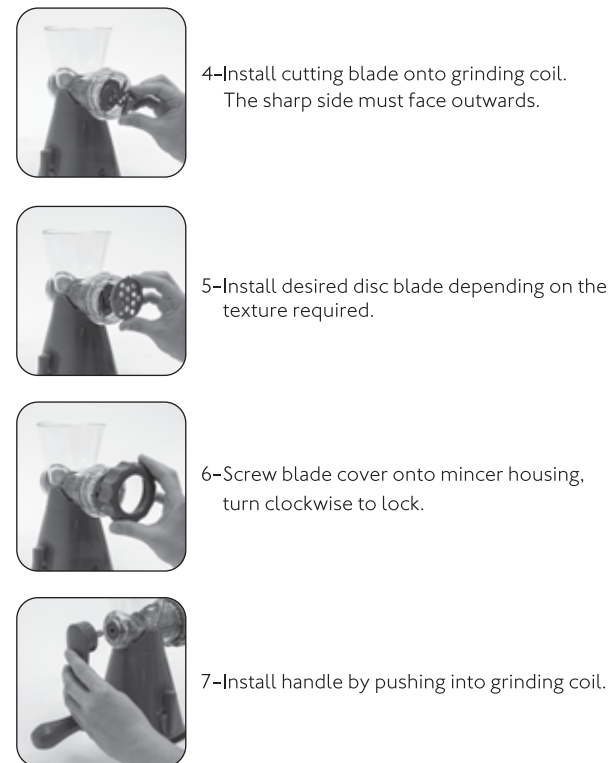 4-Install cutting blade onto grinding coil.
The sharp side must face outwards.
5-Install desired disc blade depending on the
texture required.
6-Screw blade cover onto mincer housing,
turn clockwise to lock.
7-Install handle by pushing into grinding coil.